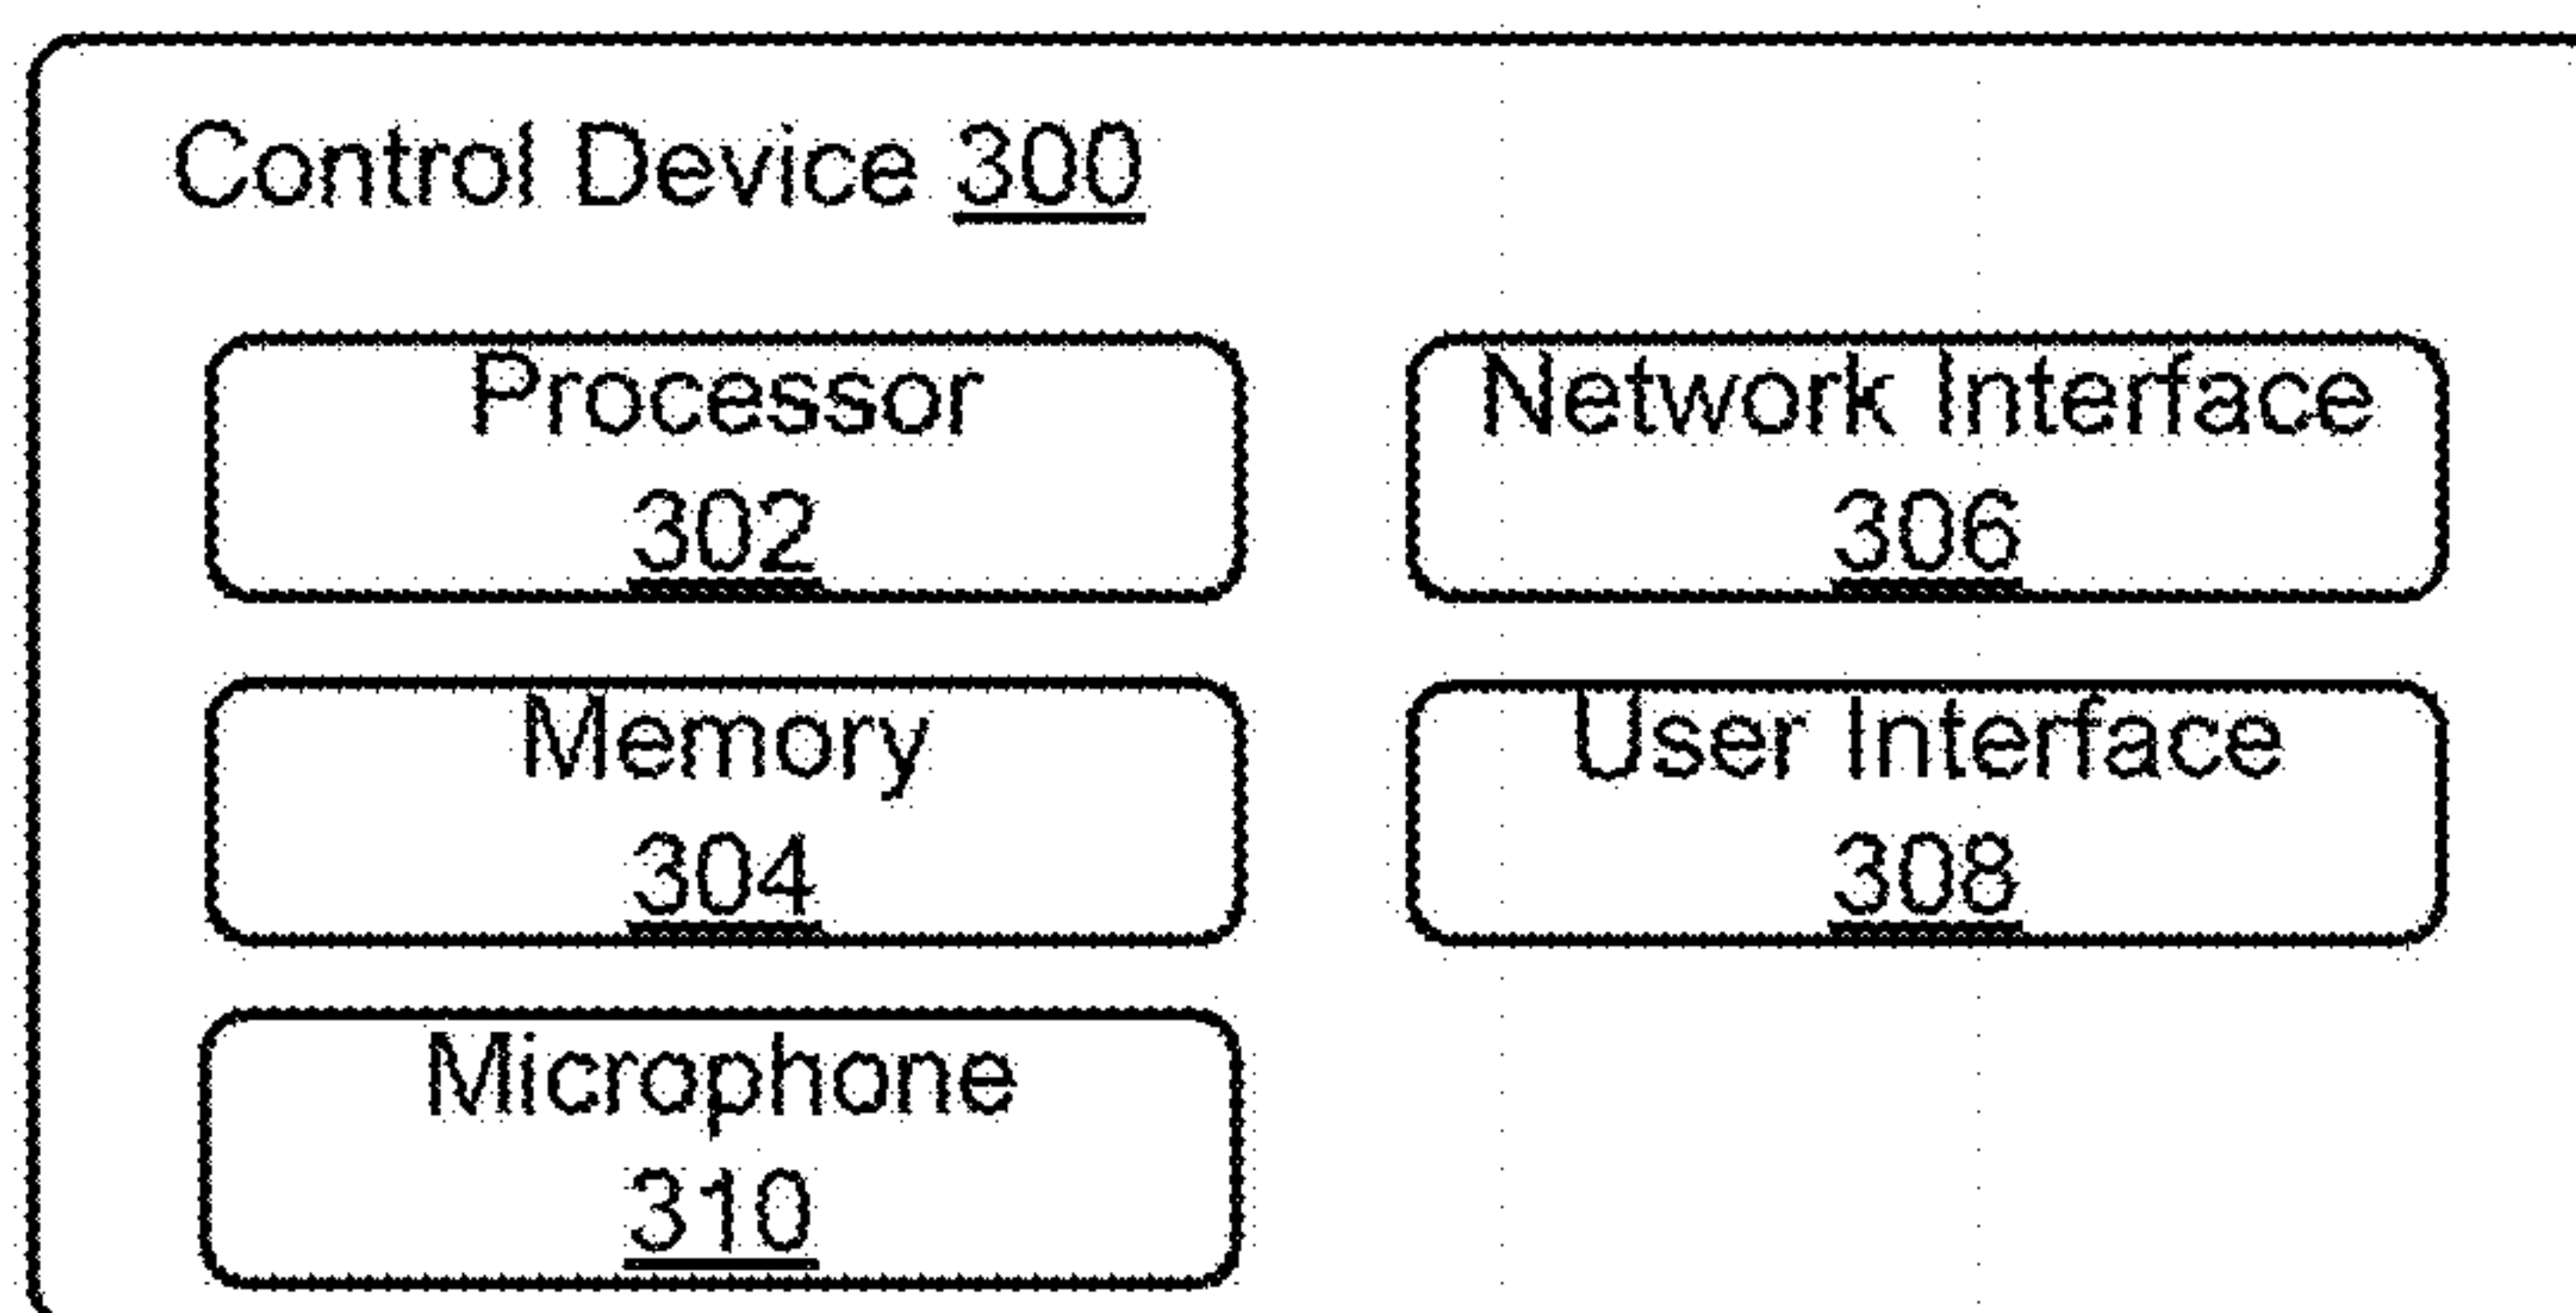 Control Device 300
Processor
302
Network Interface
306
Memory
304
User Interface
308
Microphone
310